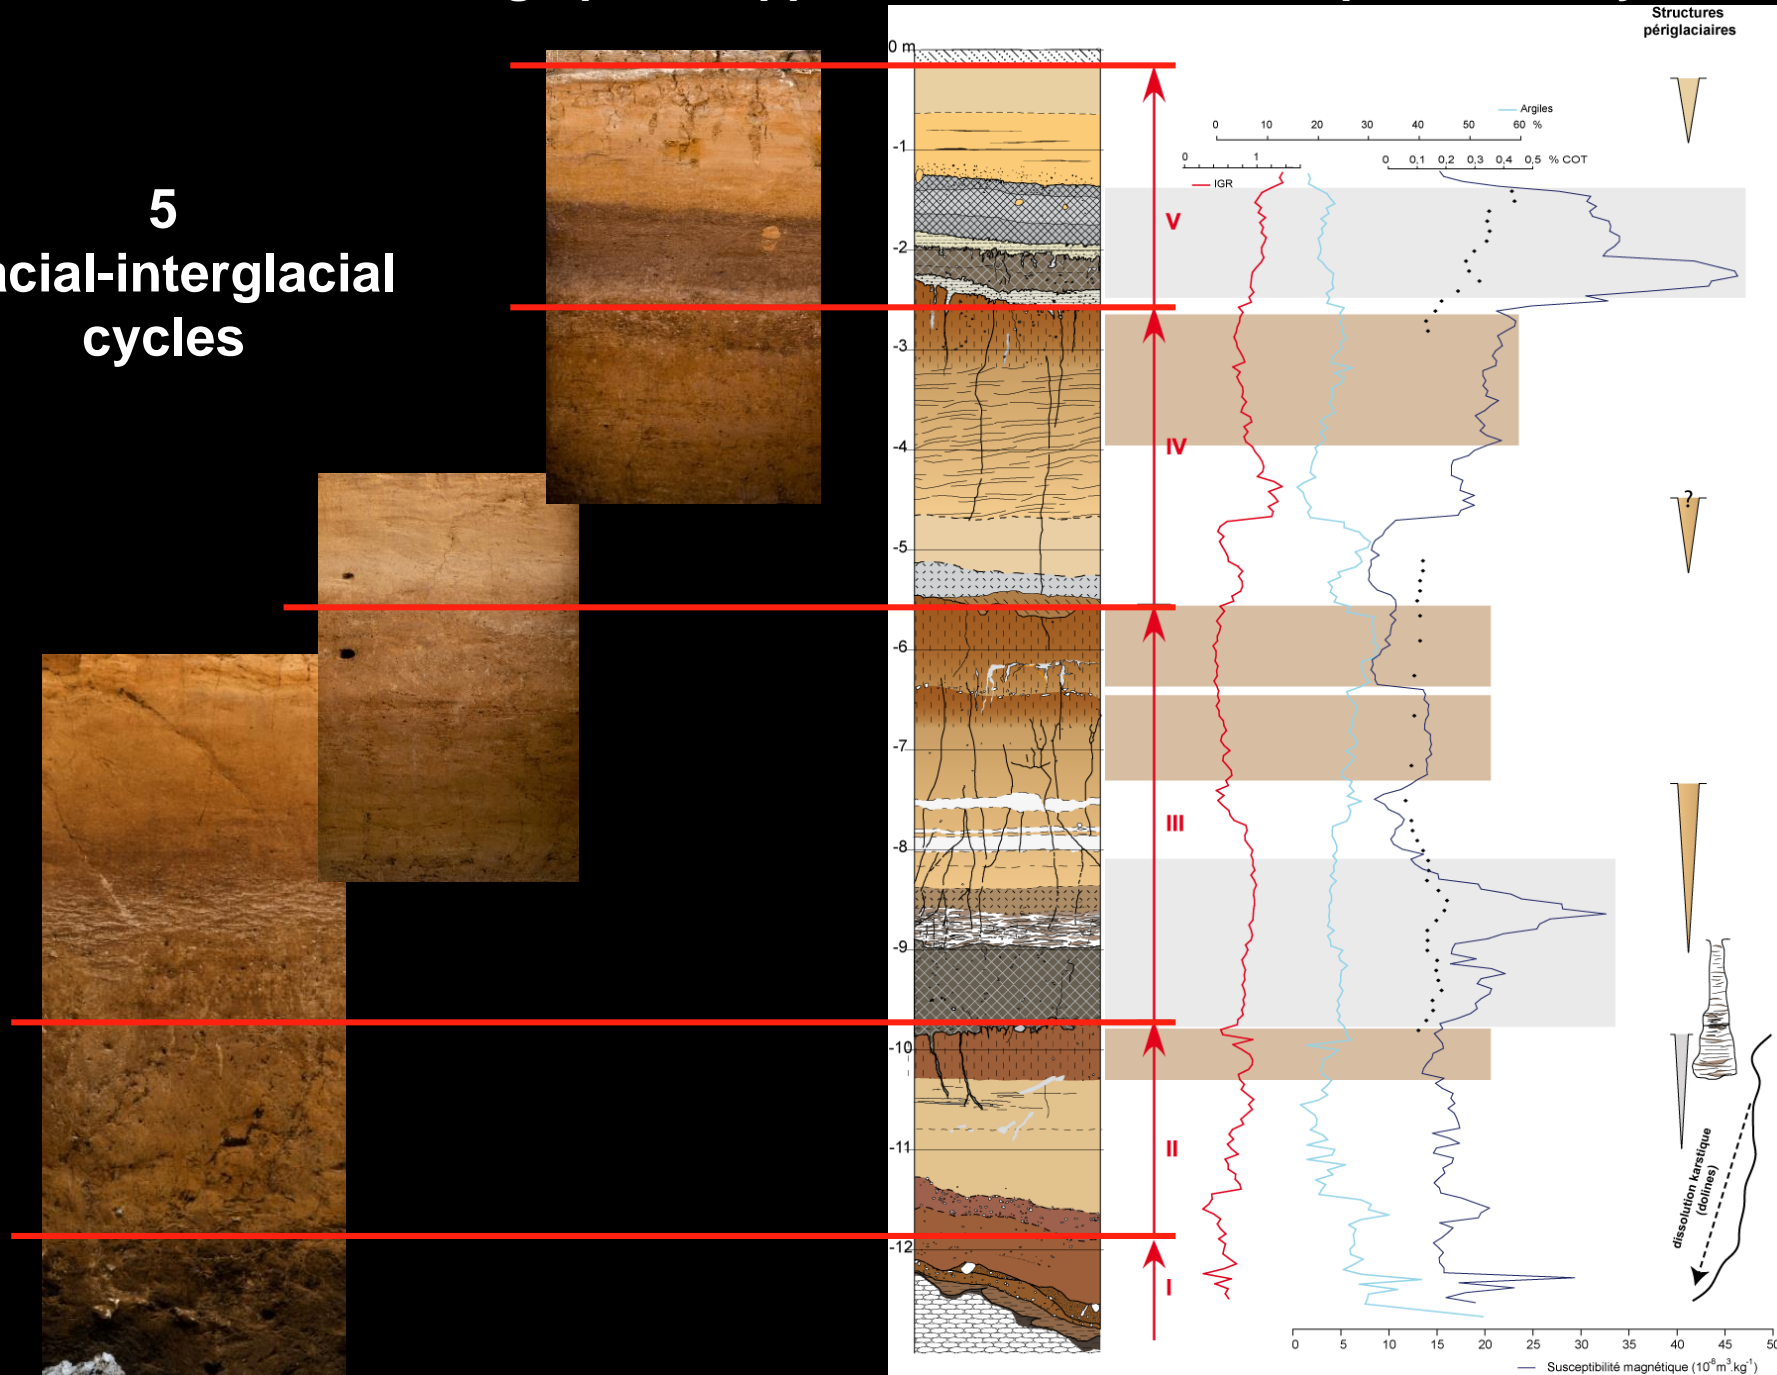 Structures
périglaciaires
0 m
Argiles
0 10 20 30 40 50 60 %
-1
0 1
0 0,1 0,2 0,3 0,4 0,5 % COT
IGR
5
acial-interglacial
cycles
V
-2
-3
IV
-4
?
-5
-6
-7
III
-8
-9
-10
II
-11
dissolution karstique
(dolines)
-12
I
0 5 10 15 20 25 30 35 40 45 50
Susceptibilité magnétique (10⁻⁸m³.kg⁻¹)